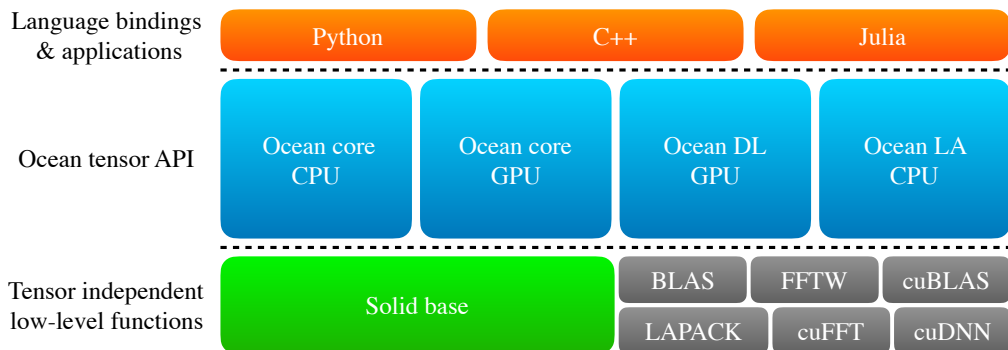 Language bindings
& applications
Python
C++
Julia
Ocean tensor API
Ocean core
CPU
Ocean core
GPU
Ocean DL
GPU
Ocean LA
CPU
Tensor independent
low-level functions
Solid base
BLAS
FFTW
cuBLAS
LAPACK
cuFFT
cuDNN